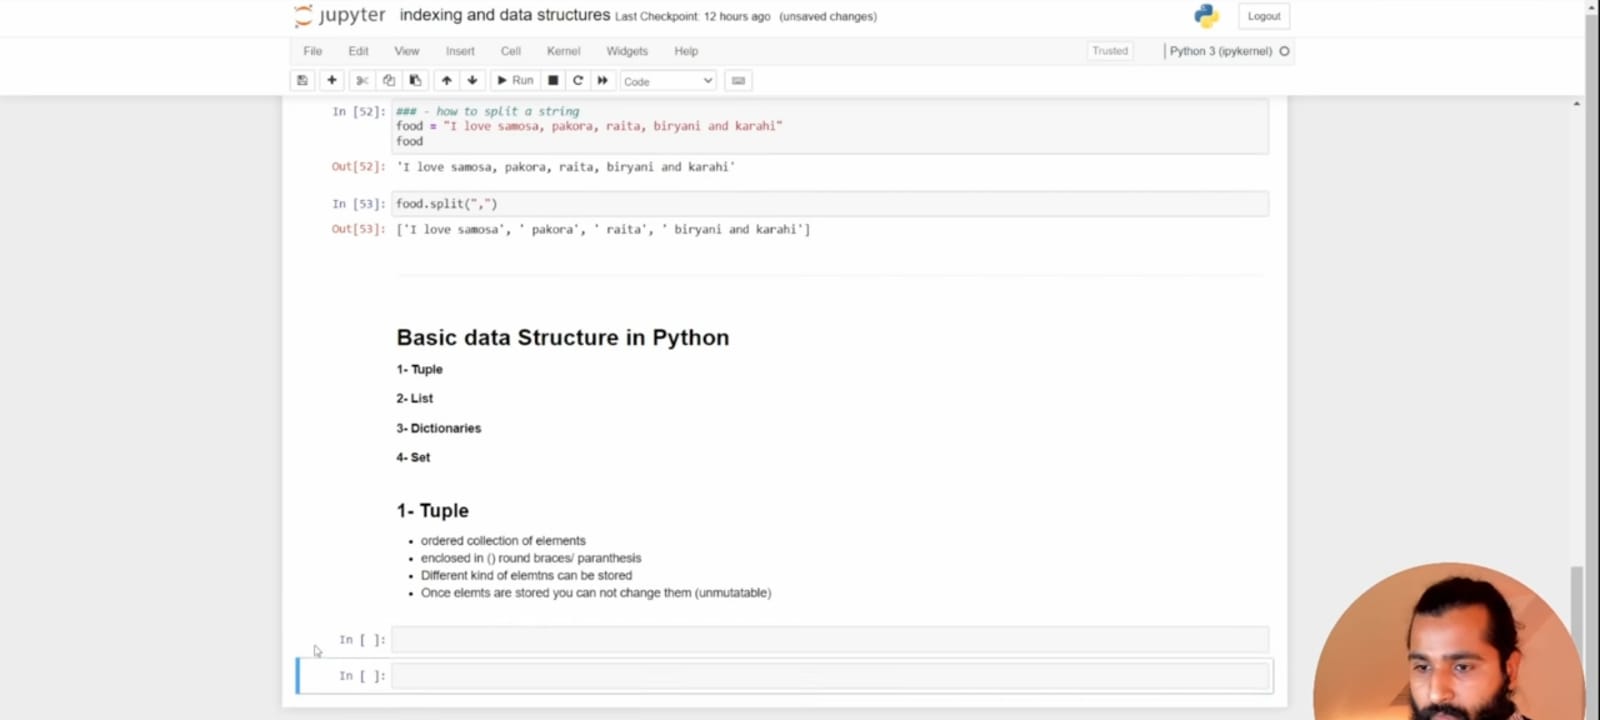 jupyter indexing and data structures Last Checkpoint: 12 hours ago (unsaved changes) Logout
File Edit View Insert Cell Kernel Widgets Help Trusted Python 3 (ipykernel)
Run Code
In [52]: ### - how to split a string
food = "I love samosa, pakora, raita, biryani and karahi"
food
Out[52]: 'I love samosa, pakora, raita, biryani and karahi'
In [53]: food.split(",")
Out[53]: ['I love samosa', ' pakora', ' raita', ' biryani and karahi']
Basic data Structure in Python
1- Tuple
2- List
3- Dictionaries
4- Set
1- Tuple
• ordered collection of elements
• enclosed in () round braces/ paranthesis
• Different kind of elemtns can be stored
• Once elemts are stored you can not change them (unmutatable)
In [ ]:
In [ ]: